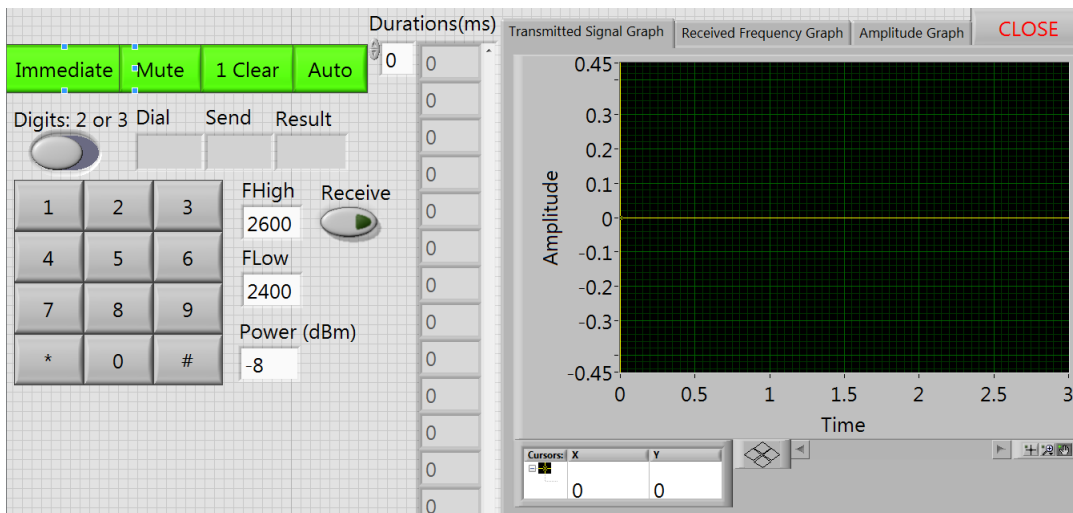 Durations(ms)
Transmitted Signal Graph
Received Frequency Graph
Amplitude Graph
CLOSE
Immediate
Mute
1 Clear
Auto
0
0
0
0
0
0
0
0
0
0
0
0
0
0
Digits: 2 or 3
Dial
Send
Result
1
2
3
4
5
6
7
8
9
*
0
#
FHigh
2600
Receive
FLow
2400
Power (dBm)
-8
Amplitude
0.45
0.3
0.2
0.1
0
-0.1
-0.2
-0.3
-0.45
0
0.5
1
1.5
2
2.5
3
Time
Cursors:
X
Y
0
0